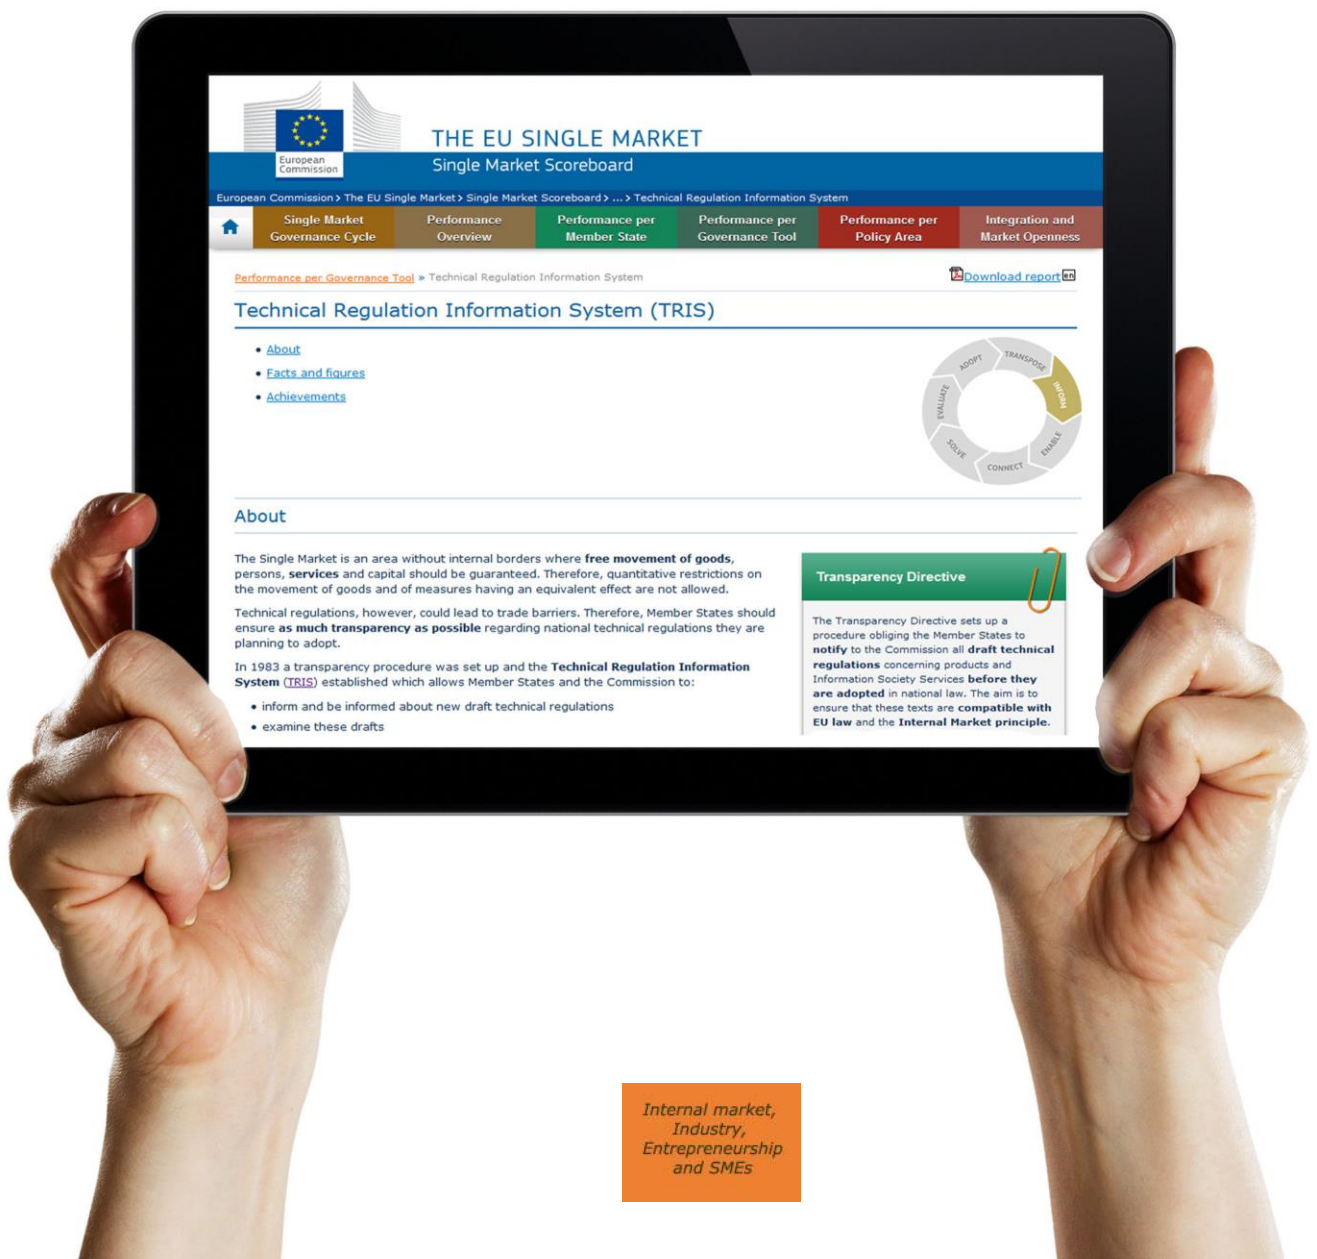 THE EU SINGLE MARKET
European
Commission
Single Market Scoreboard
European Commission > The EU Single Market > Single Market Scoreboard > ... > Technical Regulation Information System
Single Market
Governance Cycle
Performance
Overview
Performance per
Member State
Performance per
Governance Tool
Performance per
Policy Area
Integration and
Market Openness
Performance per Governance Tool » Technical Regulation Information System
Download report en
Technical Regulation Information System (TRIS)
• About
• Facts and figures
• Achievements
ADOPT
TRANSPOSE
INFORM
ENABLE
CONNECT
SOLVE
EVALUATE
About
The Single Market is an area without internal borders where free movement of goods,
persons, services and capital should be guaranteed. Therefore, quantitative restrictions on
the movement of goods and of measures having an equivalent effect are not allowed.
Technical regulations, however, could lead to trade barriers. Therefore, Member States should
ensure as much transparency as possible regarding national technical regulations they are
planning to adopt.
In 1983 a transparency procedure was set up and the Technical Regulation Information
System (TRIS) established which allows Member States and the Commission to:
• inform and be informed about new draft technical regulations
• examine these drafts
Transparency Directive
The Transparency Directive sets up a
procedure obliging the Member States to
notify to the Commission all draft technical
regulations concerning products and
Information Society Services before they
are adopted in national law. The aim is to
ensure that these texts are compatible with
EU law and the Internal Market principle.
Internal market,
Industry,
Entrepreneurship
and SMEs